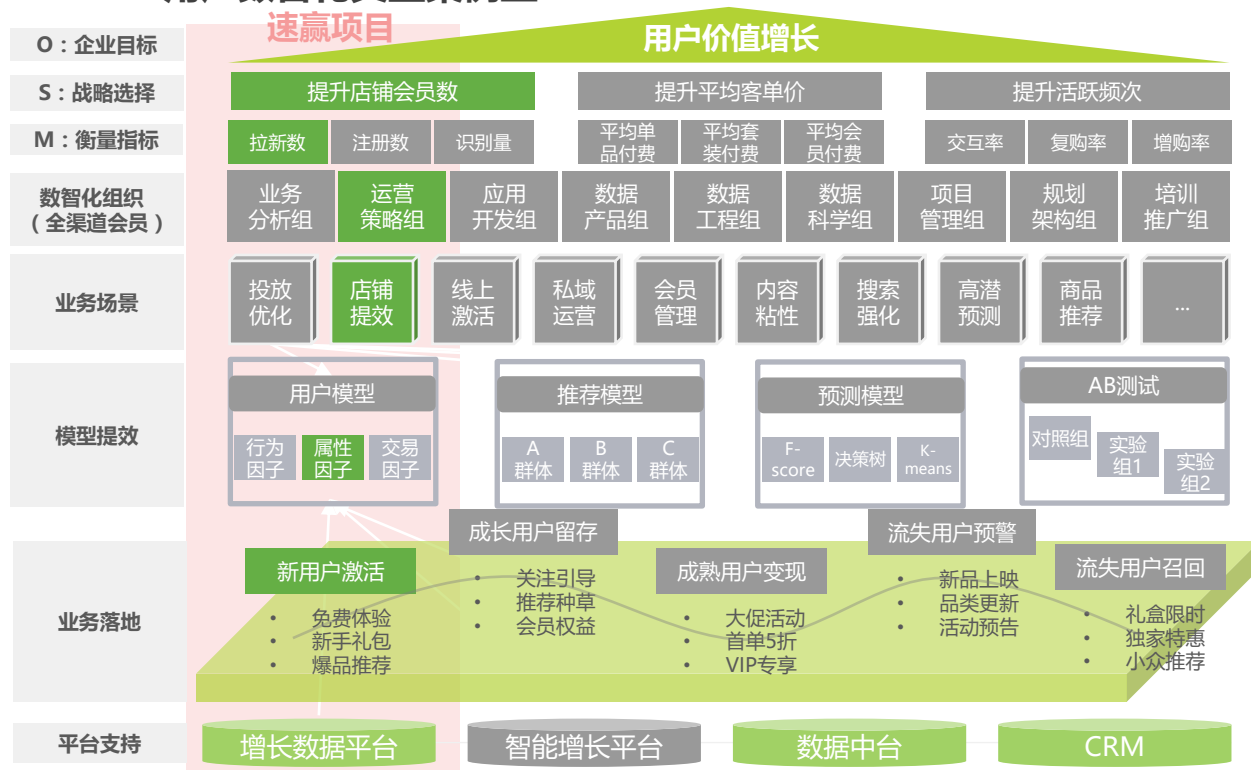 速赢项目
O：企业目标
用户价值增长
S：战略选择
提升店铺会员数
提升平均客单价
提升活跃频次
M：衡量指标
拉新数
注册数
识别量
平均单
品付费
平均套
装付费
平均会
员付费
交互率
复购率
增购率
数智化组织
（全渠道会员）
业务
分析组
运营
策略组
应用
开发组
数据
产品组
数据
工程组
数据
科学组
项目
管理组
规划
架构组
培训
推广组
业务场景
投放
优化
店铺
提效
线上
激活
私域
运营
会员
管理
内容
粘性
搜索
强化
高潜
预测
商品
推荐
...
模型提效
用户模型
行为
因子
属性
因子
交易
因子
推荐模型
A
群体
B
群体
C
群体
预测模型
F-
score
决策树
K-
means
AB测试
对照组
实验
组1
实验
组2
业务落地
新用户激活
• 免费体验
• 新手礼包
• 爆品推荐
成长用户留存
• 关注引导
• 推荐种草
• 会员权益
成熟用户变现
• 大促活动
• 首单5折
• VIP专享
流失用户预警
• 新品上映
• 品类更新
• 活动预告
流失用户召回
• 礼盒限时
• 独家特惠
• 小众推荐
平台支持
增长数据平台
智能增长平台
数据中台
CRM